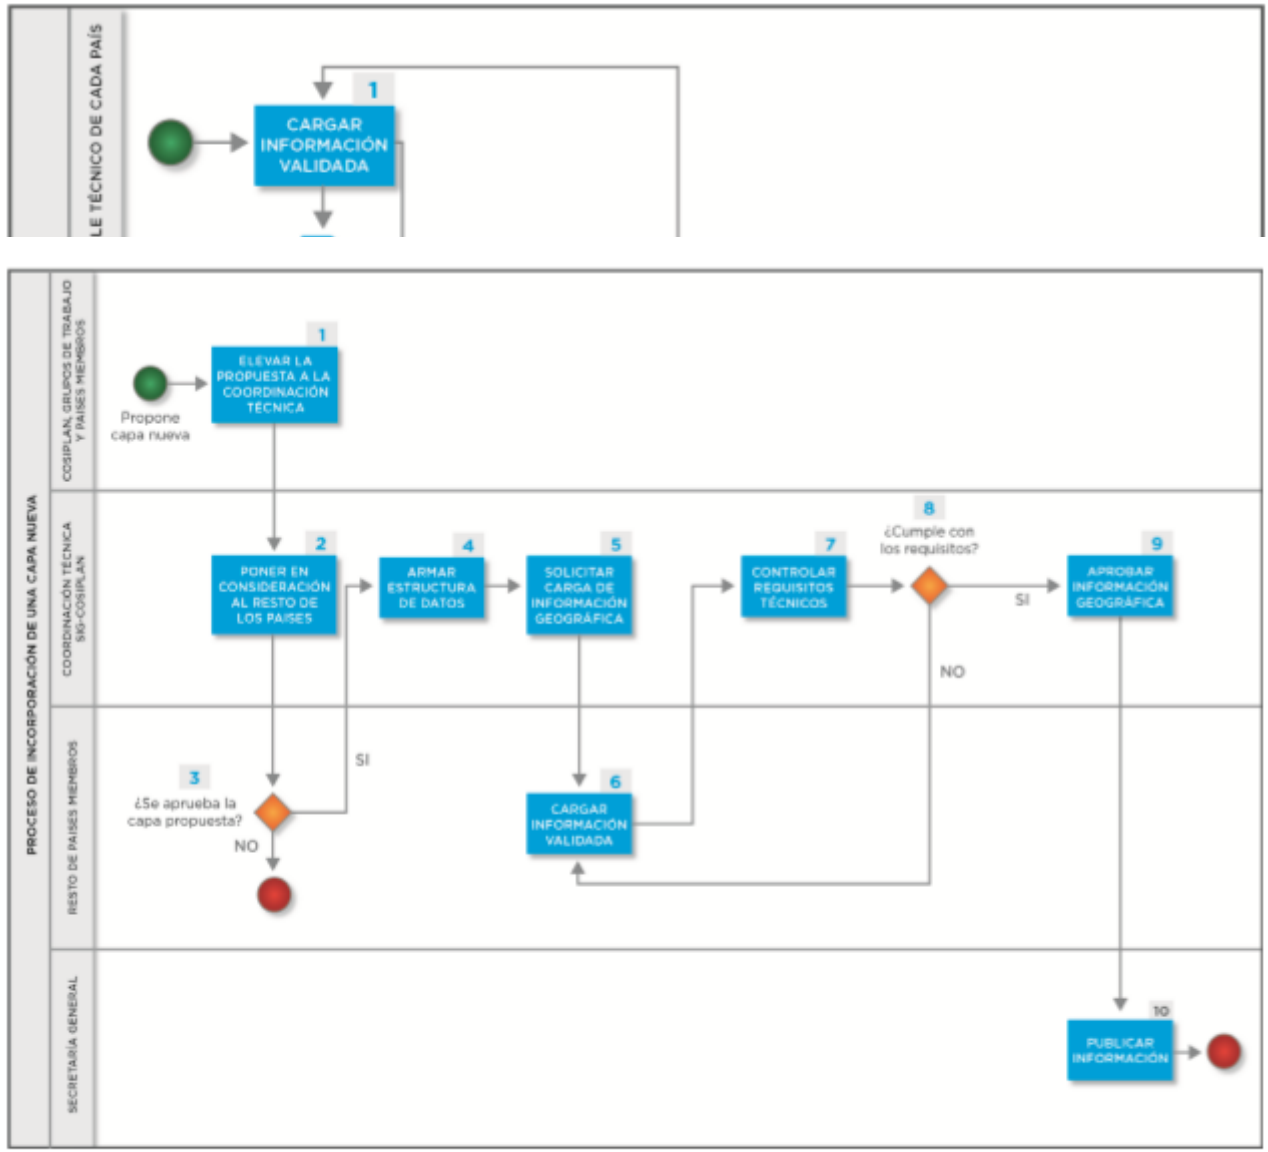 LE TÉCNICO DE CADA PAÍS
1
CARGAR
INFORMACIÓN
VALIDADA
PROCESO DE INCORPORACIÓN DE UNA CAPA NUEVA
COSIPLAN, GRUPOS DE TRABAJO
Y PAISES MIEMBROS
1
ELEVAR LA
PROPUESTA A LA
COORDINACIÓN
TÉCNICA
Propone
capa nueva
COORDINACIÓN TÉCNICA
SIG-COSIPLAN
2
PONER EN
CONSIDERACIÓN
AL RESTO DE
LOS PAISES
4
ARMAR
ESTRUCTURA
DE DATOS
5
SOLICITAR
CARGA DE
INFORMACIÓN
GEOGRÁFICA
7
CONTROLAR
REQUISITOS
TÉCNICOS
8
¿Cumple con
los requisitos?
SI
NO
9
APROBAR
INFORMACIÓN
GEOGRÁFICA
RESTO DE PAISES MIEMBROS
3
¿Se aprueba la
capa propuesta?
SI
NO
6
CARGAR
INFORMACIÓN
VALIDADA
SECRETARÍA GENERAL
10
PUBLICAR
INFORMACIÓN